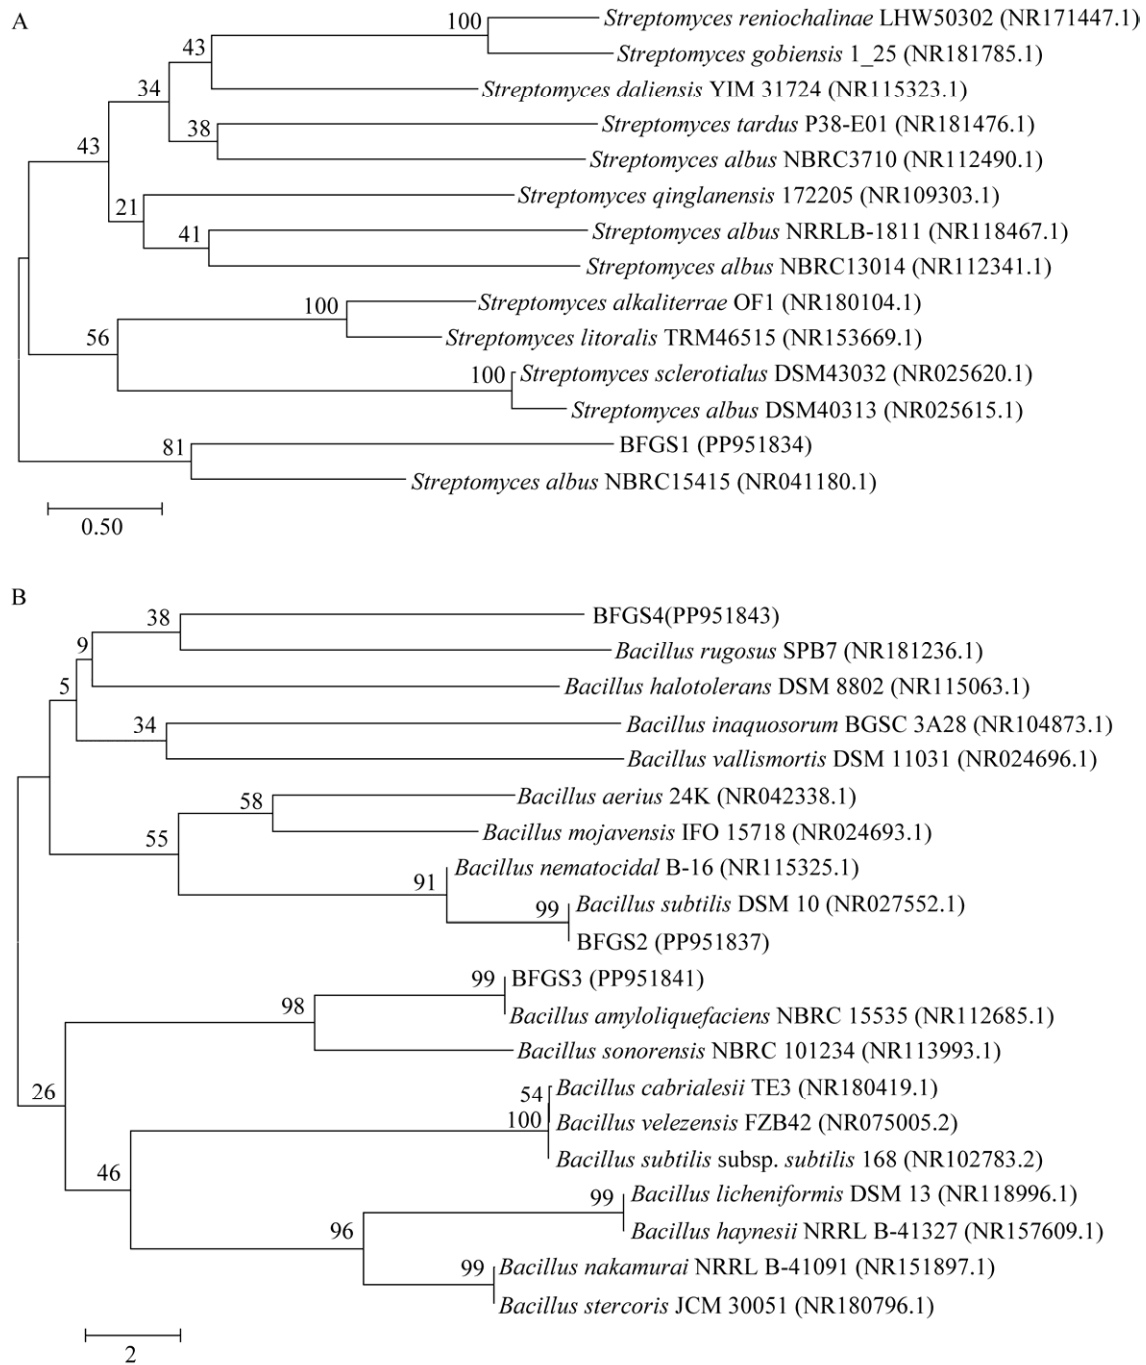 A
100
Streptomyces reniochalinae LHW50302 (NR171447.1)
43
Streptomyces gobiensis 1_25 (NR181785.1)
34
Streptomyces daliensis YIM 31724 (NR115323.1)
38
Streptomyces tardus P38-E01 (NR181476.1)
43
Streptomyces albus NBRC3710 (NR112490.1)
21
Streptomyces qinglanensis 172205 (NR109303.1)
41
Streptomyces albus NRRLB-1811 (NR118467.1)
Streptomyces albus NBRC13014 (NR112341.1)
100
Streptomyces alkaliterrae OF1 (NR180104.1)
56
Streptomyces litoralis TRM46515 (NR153669.1)
100
Streptomyces sclerotialus DSM43032 (NR025620.1)
Streptomyces albus DSM40313 (NR025615.1)
81
BFGS1 (PP951834)
Streptomyces albus NBRC15415 (NR041180.1)
0.50
B
38
BFGS4(PP951843)
9
Bacillus rugosus SPB7 (NR181236.1)
5
Bacillus halotolerans DSM 8802 (NR115063.1)
34
Bacillus inaquosorum BGSC 3A28 (NR104873.1)
Bacillus vallismortis DSM 11031 (NR024696.1)
58
Bacillus aerius 24K (NR042338.1)
55
Bacillus mojavensis IFO 15718 (NR024693.1)
91
Bacillus nematocidal B-16 (NR115325.1)
99
Bacillus subtilis DSM 10 (NR027552.1)
BFGS2 (PP951837)
99
BFGS3 (PP951841)
98
Bacillus amyloliquefaciens NBRC 15535 (NR112685.1)
Bacillus sonorensis NBRC 101234 (NR113993.1)
26
54
Bacillus cabrialesii TE3 (NR180419.1)
100
Bacillus velezensis FZB42 (NR075005.2)
46
Bacillus subtilis subsp. subtilis 168 (NR102783.2)
99
Bacillus licheniformis DSM 13 (NR118996.1)
96
Bacillus haynesii NRRL B-41327 (NR157609.1)
99
Bacillus nakamurai NRRL B-41091 (NR151897.1)
Bacillus stercoris JCM 30051 (NR180796.1)
2